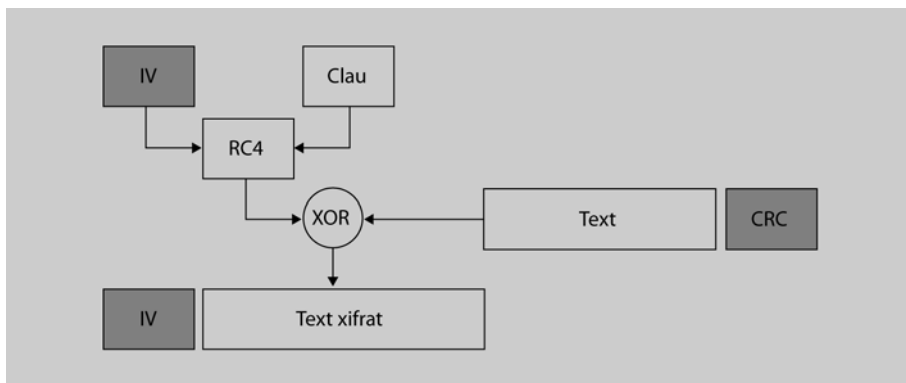 IV
Clau
RC4
XOR
Text
CRC
IV
Text xifrat